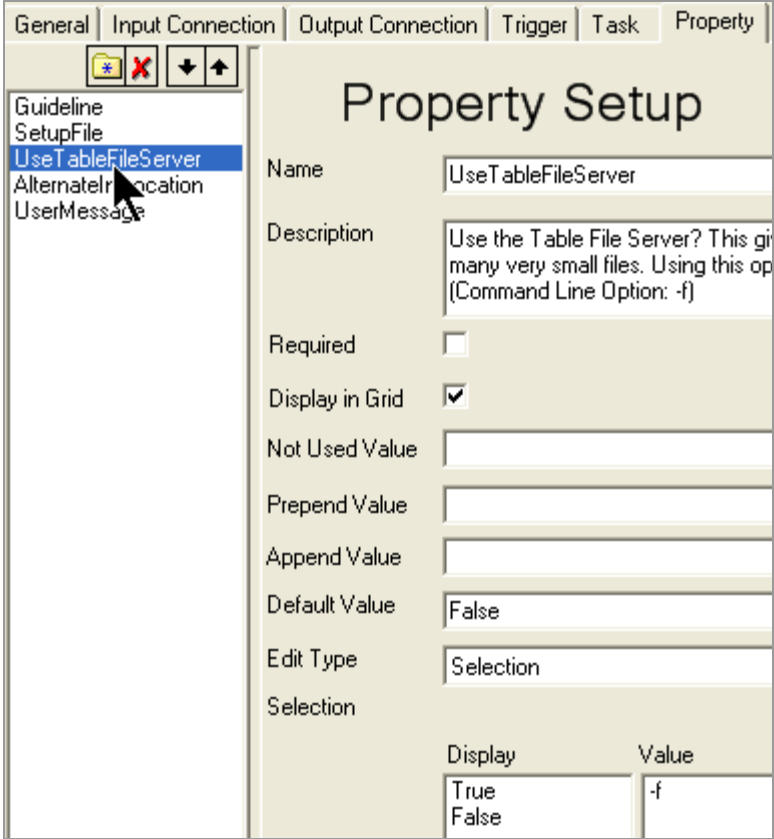 General Input Connection Output Connection Trigger Task Property
Guideline
SetupFile
UseTableFileServer
UserMessage
Property Setup
Name UseTableFileServer
Description Use the Table File Server? This gi
many very small files. Using this op
(Command Line Option: -f)
Required
Display in Grid
Not Used Value
Prepend Value
Append Value
Default Value False
Edit Type Selection
Selection
Display Value
True -f
False